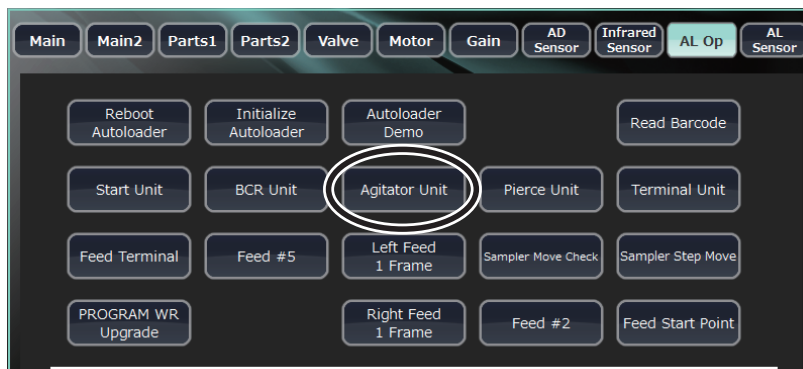 Main Main2 Parts1 Parts2 Valve Motor Gain AD Sensor Infrared Sensor AL Op AL Sensor
Reboot Autoloader
Initialize Autoloader
Autoloader Demo
Read Barcode
Start Unit
BCR Unit
Agitator Unit
Pierce Unit
Terminal Unit
Feed Terminal
Feed #5
Left Feed 1 Frame
Sampler Move Check
Sampler Step Move
PROGRAM WR Upgrade
Right Feed 1 Frame
Feed #2
Feed Start Point